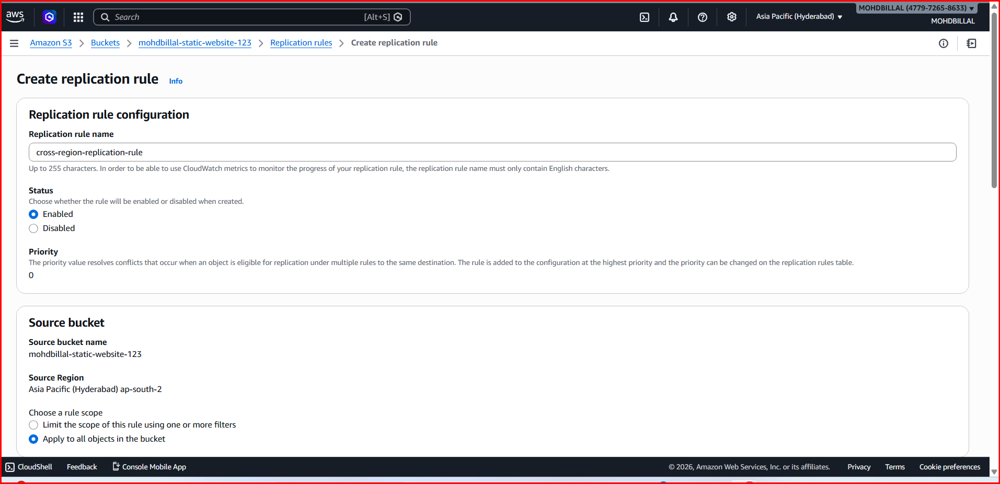 aws
Search [Alt+S]
Asia Pacific (Hyderabad)
MOHDBILLAL (4779-7265-8633)
MOHDBILLAL
Amazon S3 > Buckets > mohdbillal-static-website-123 > Replication rules > Create replication rule
Create replication rule Info
Replication rule configuration
Replication rule name
cross-region-replication-rule
Up to 255 characters. In order to be able to use CloudWatch metrics to monitor the progress of your replication rule, the replication rule name must only contain English characters.
Status
Choose whether the rule will be enabled or disabled when created.
Enabled
Disabled
Priority
The priority value resolves conflicts that occur when an object is eligible for replication under multiple rules to the same destination. The rule is added to the configuration at the highest priority and the priority can be changed on the replication rules table.
0
Source bucket
Source bucket name
mohdbillal-static-website-123
Source Region
Asia Pacific (Hyderabad) ap-south-2
Choose a rule scope
Limit the scope of this rule using one or more filters
Apply to all objects in the bucket
CloudShell Feedback Console Mobile App © 2026, Amazon Web Services, Inc. or its affiliates. Privacy Terms Cookie preferences